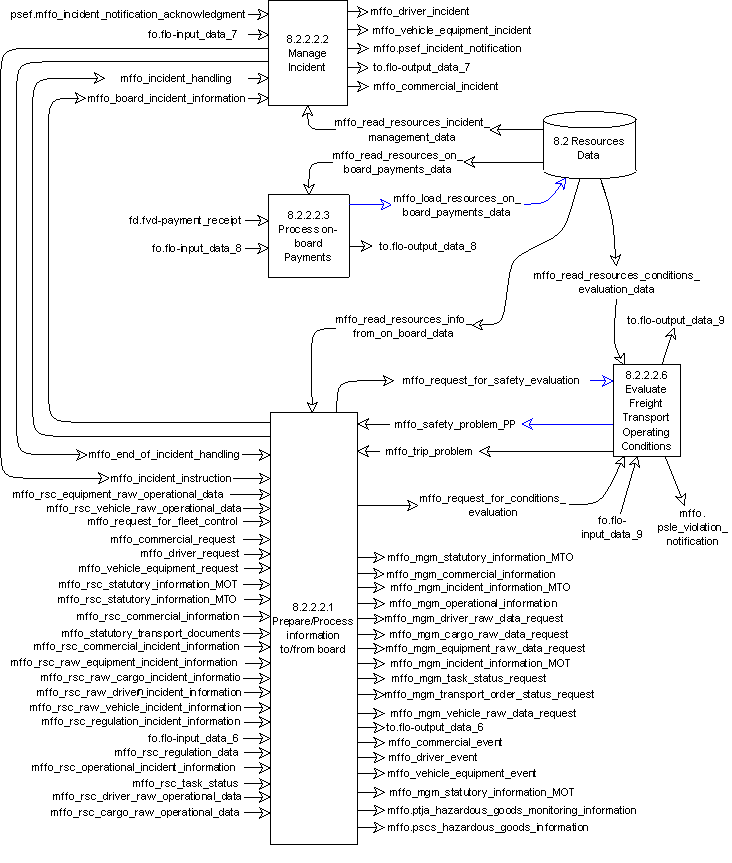 psef.mffo_incident_notification_acknowledgment
fo.flo-input_data_7
mffo_incident_handling
mffo_board_incident_information
8.2.2.2.2
Manage
Incident
mffo_driver_incident
mffo_vehicle_equipment_incident
mffo.psef_incident_notification
to.flo-output_data_7
mffo_commercial_incident
mffo_read_resources_incident_
management_data
8.2 Resources
Data
mffo_read_resources_on_
board_payments_data
mffo_load_resources_on_
board_payments_data
fd.fvd-payment_receipt
fo.flo-input_data_8
8.2.2.2.3
Process on-
board
Payments
to.flo-output_data_8
mffo_read_resources_conditions_
evaluation_data
mffo_read_resources_info_
from_on_board_data
to.flo-output_data_9
mffo_request_for_safety_evaluation
8.2.2.2.6
Evaluate
Freight
Transport
Operating
Conditions
mffo_safety_problem_PP
mffo_trip_problem
mffo_request_for_conditions_
evaluation
fo.flo-
input_data_9
mffo.
psle_violation_
notification
mffo_end_of_incident_handling
mffo_incident_instruction
mffo_rsc_equipment_raw_operational_data
mffo_rsc_vehicle_raw_operational_data
mffo_request_for_fleet_control
mffo_commercial_request
mffo_driver_request
mffo_vehicle_equipment_request
mffo_rsc_statutory_information_MOT
mffo_rsc_statutory_information_MTO
mffo_rsc_commercial_information
mffo_statutory_transport_documents
mffo_rsc_commercial_incident_information
mffo_rsc_raw_equipment_incident_information
mffo_rsc_raw_cargo_incident_informatio
mffo_rsc_raw_driven_incident_information
mffo_rsc_raw_vehicle_incident_information
mffo_rsc_regulation_incident_information
fo.flo-input_data_6
mffo_rsc_regulation_data
mffo_rsc_operational_incident_information
mffo_rsc_task_status
mffo_rsc_driver_raw_operational_data
mffo_rsc_cargo_raw_operational_data
8.2.2.2.1
Prepare/Process
information
to/from board
mffo_mgm_statutory_information_MTO
mffo_mgm_commercial_information
mffo_mgm_incident_information_MTO
mffo_mgm_operational_information
mffo_mgm_driver_raw_data_request
mffo_mgm_cargo_raw_data_request
mffo_mgm_equipment_raw_data_request
mffo_mgm_incident_information_MOT
mffo_mgm_task_status_request
mffo_mgm_transport_order_status_request
mffo_mgm_vehicle_raw_data_request
to.flo-output_data_6
mffo_commercial_event
mffo_driver_event
mffo_vehicle_equipment_event
mffo_mgm_statutory_information_MOT
mffo.ptja_hazardous_goods_monitoring_information
mffo.pscs_hazardous_goods_information